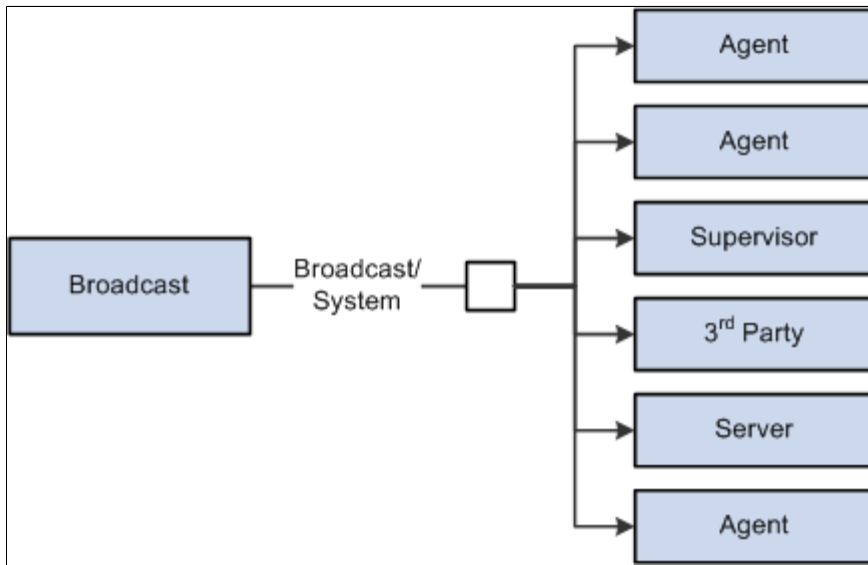 Agent
Agent
Supervisor
Broadcast
Broadcast/
System
3rd Party
Server
Agent